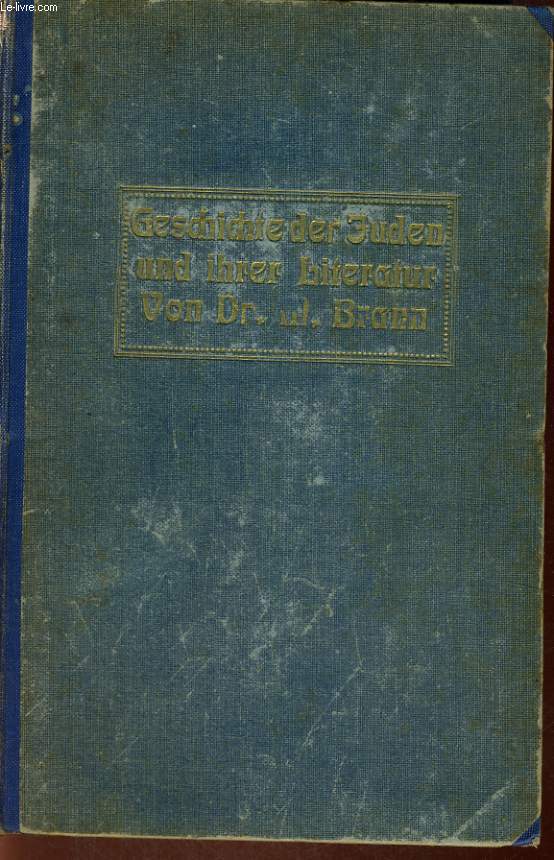 Le-livre.com
Geschichte der Juden
und ihrer Literatur
Von Dr. M. Brann